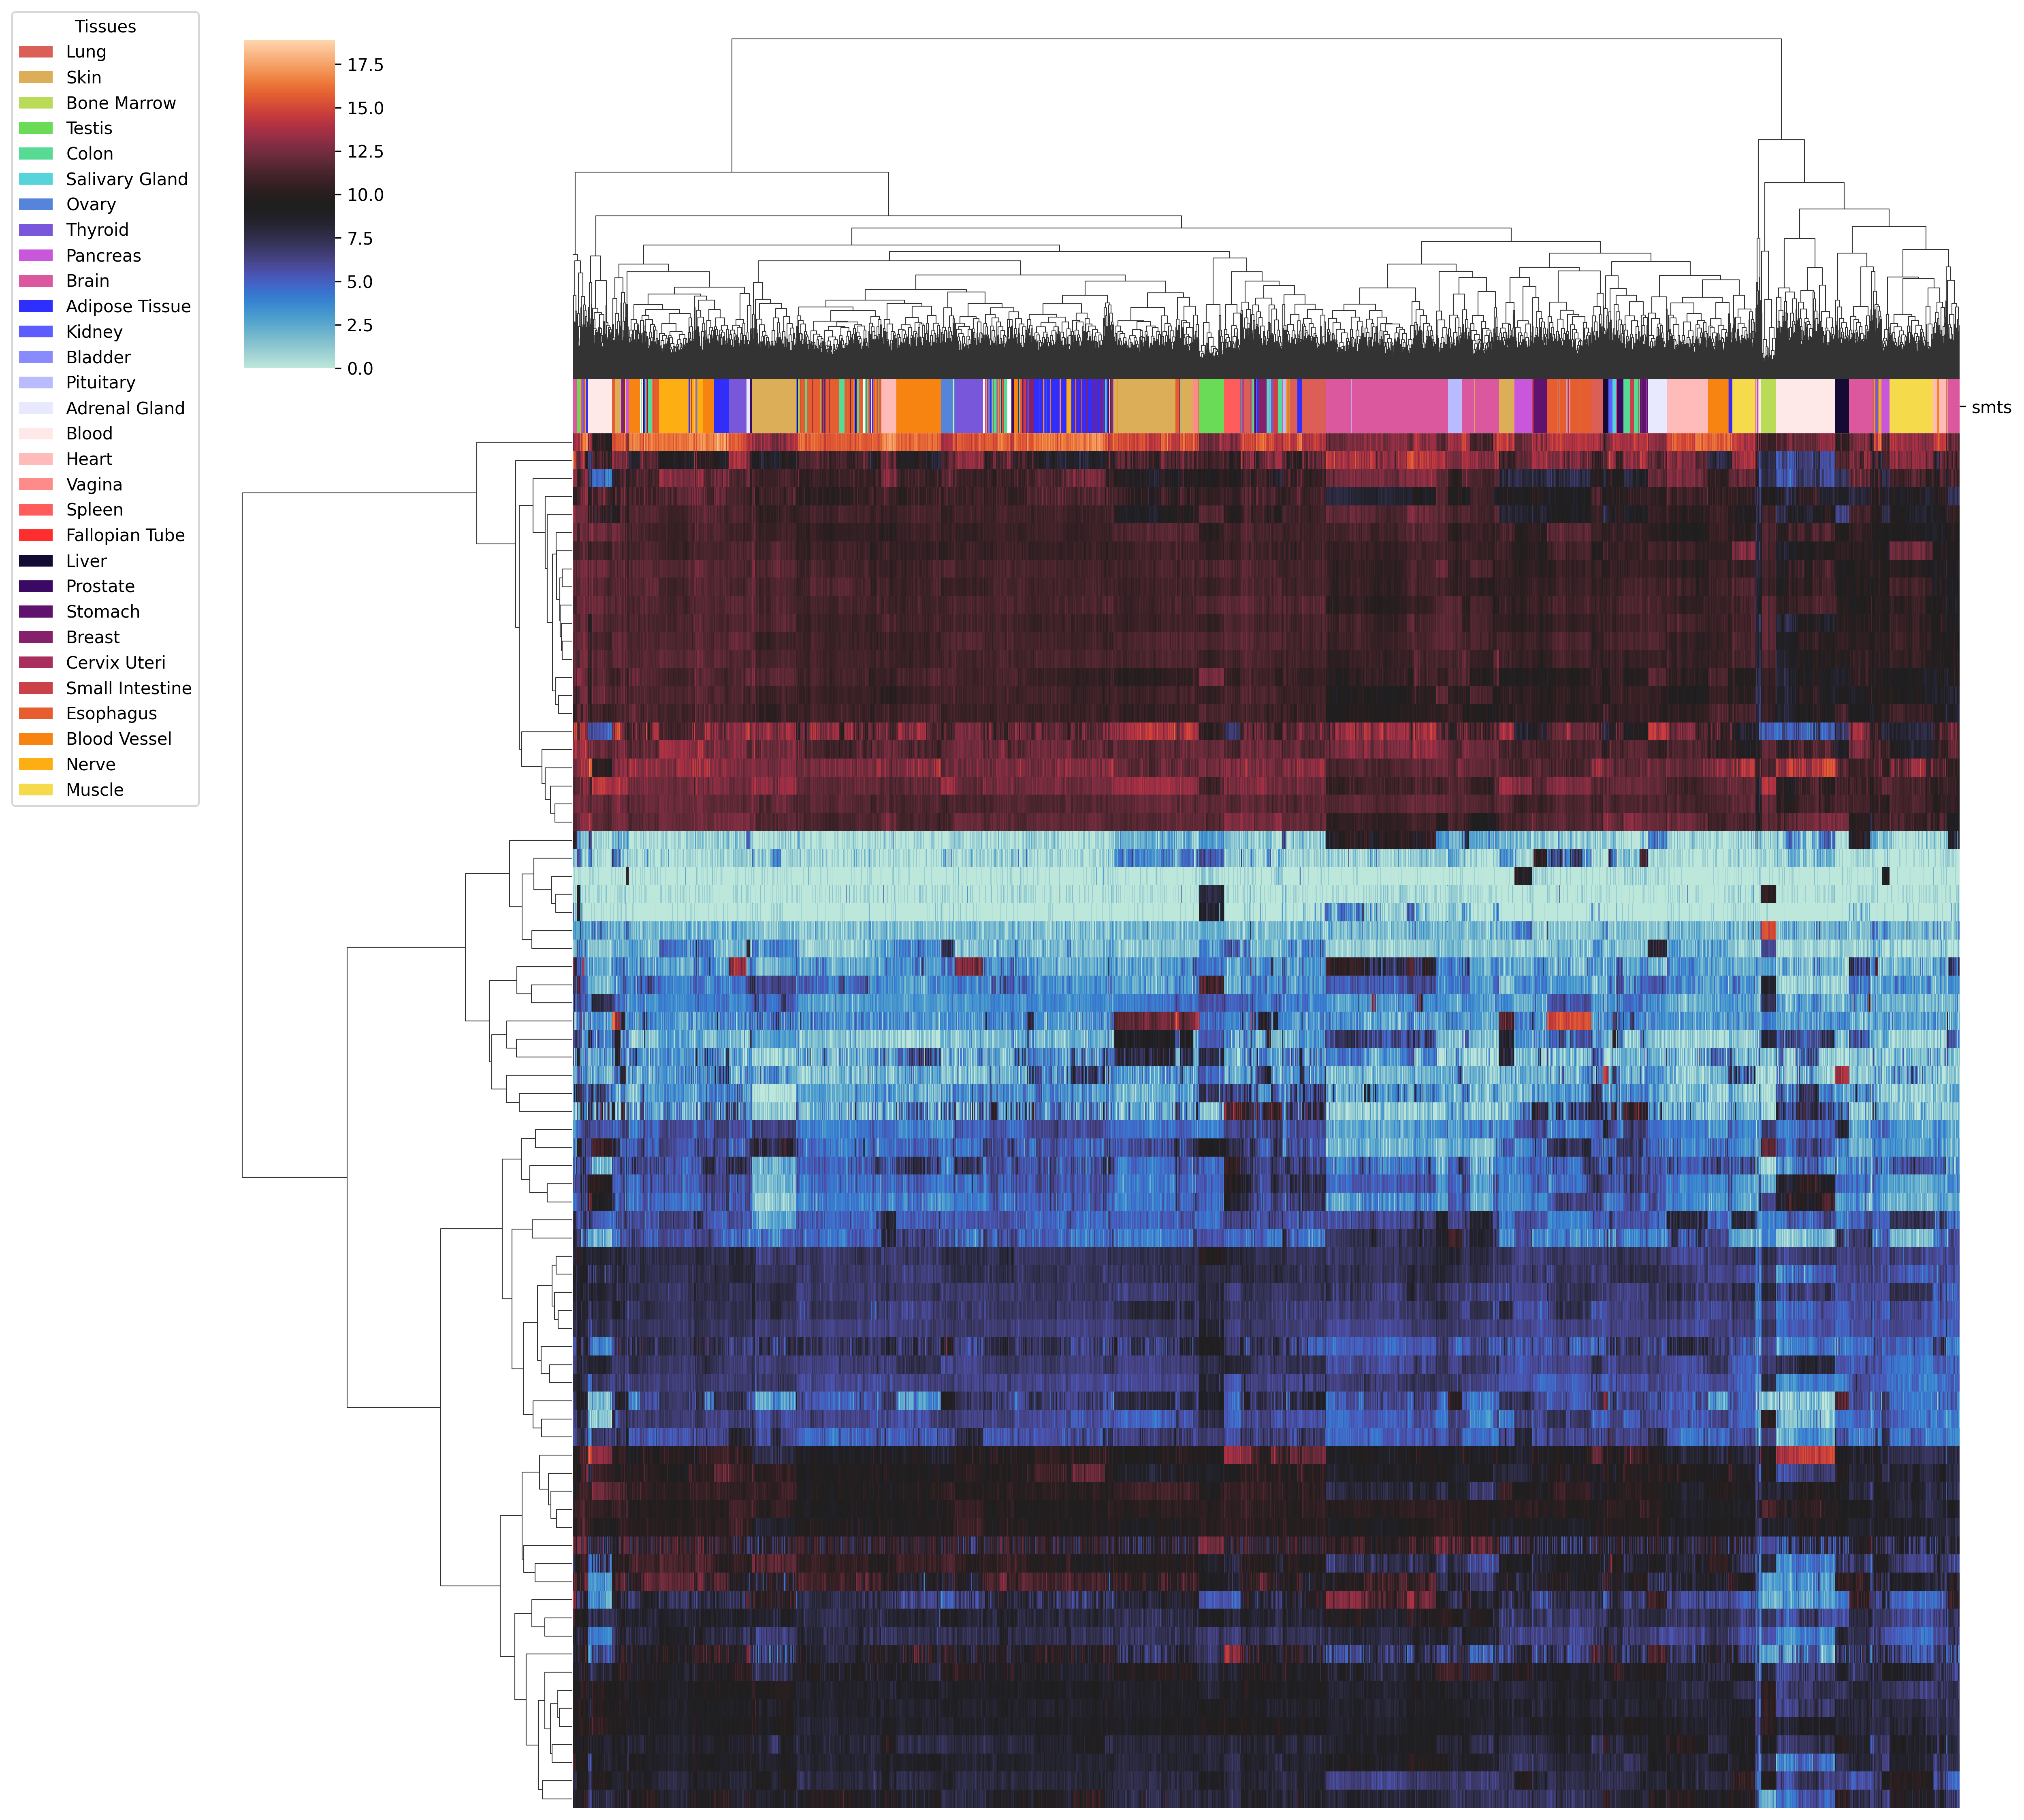 Tissues
Lung
Skin
Bone Marrow
Testis
Colon
Salivary Gland
Ovary
Thyroid
Pancreas
Brain
Adipose Tissue
Kidney
Bladder
Pituitary
Adrenal Gland
Blood
Heart
Vagina
Spleen
Fallopian Tube
Liver
Prostate
Stomach
Breast
Cervix Uteri
Small Intestine
Esophagus
Blood Vessel
Nerve
Muscle
17.5
15.0
12.5
10.0
7.5
5.0
2.5
0.0
smts